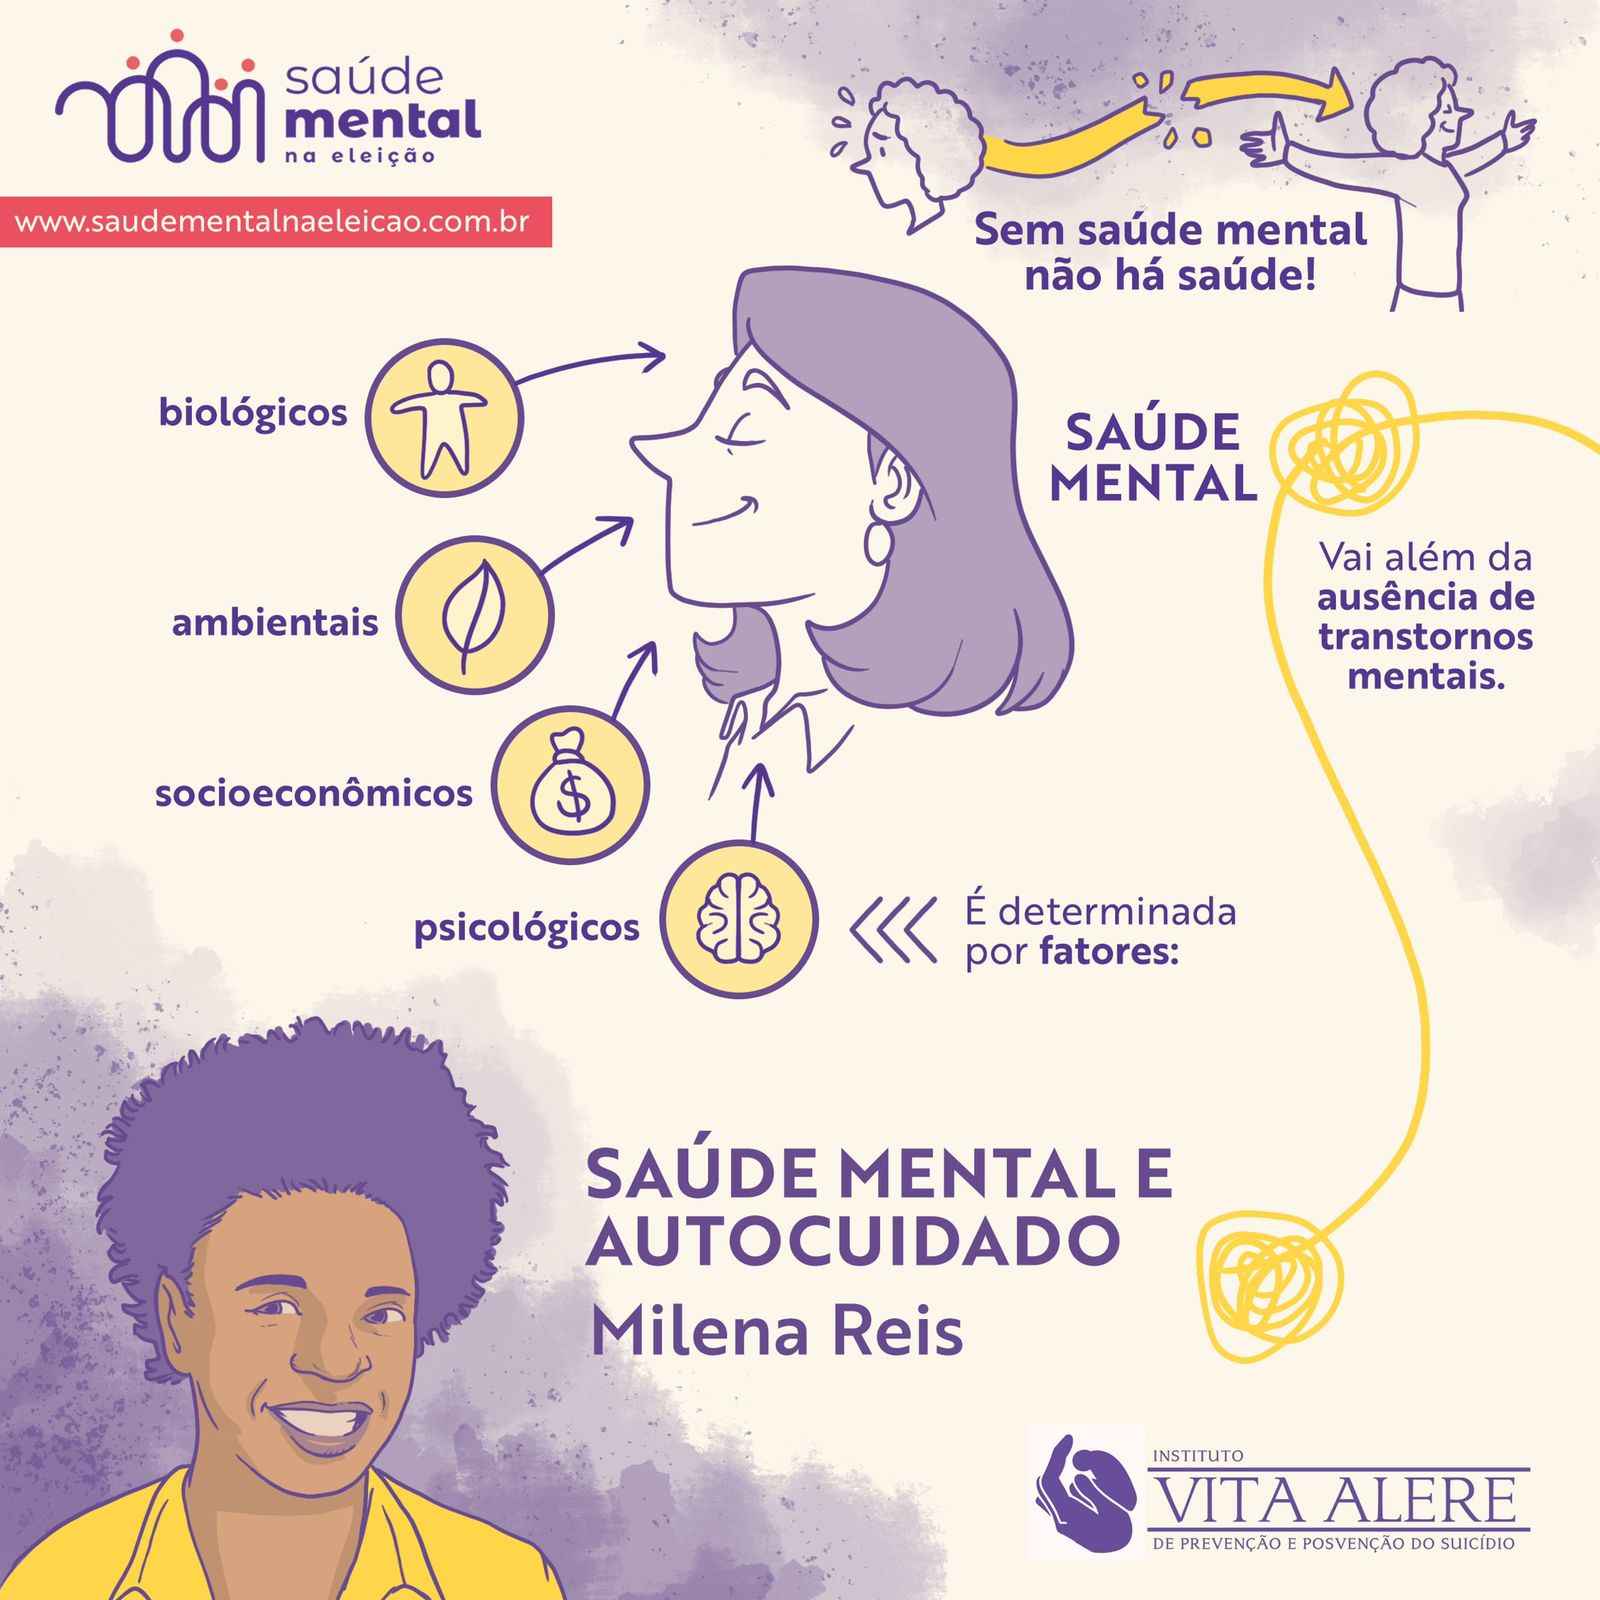 saúde
mental
na eleição
www.saudementalnaeleicao.com.br
Sem saúde mental
não há saúde!
SAÚDE
MENTAL
Vai além da
ausência de
transtornos
mentais.
É determinada
por fatores:
biológicos
ambientais
socioeconômicos
$
psicológicos
SAÚDE MENTAL E
AUTOCUIDADO
Milena Reis
INSTITUTO
VITA ALERE
DE PREVENÇÃO E POSVENÇÃO DO SUICÍDIO